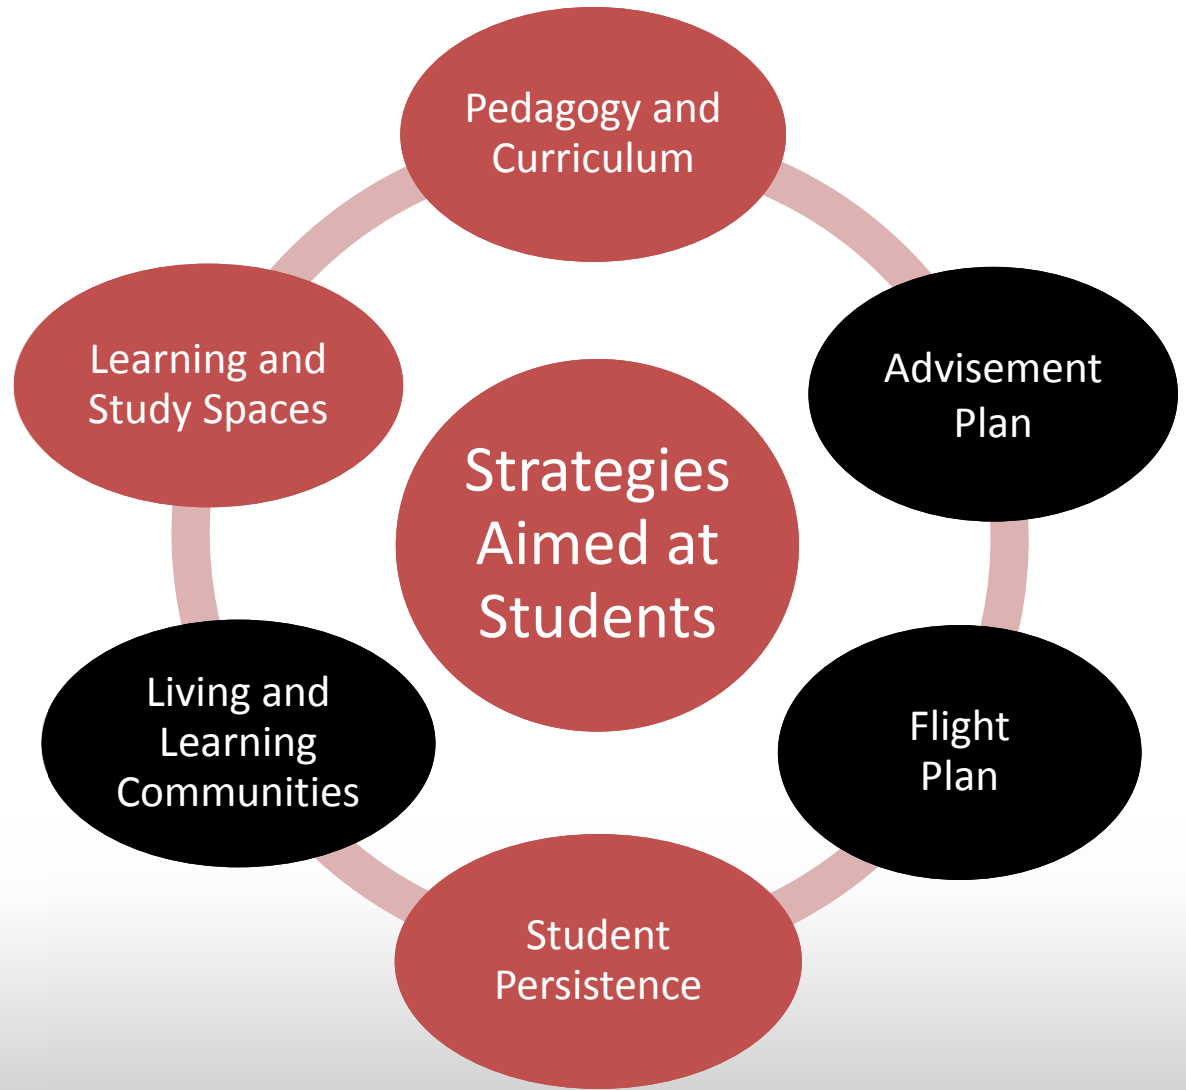 Pedagogy and
Curriculum
Advisement
Plan
Flight
Plan
Student
Persistence
Living and
Learning
Communities
Learning and
Study Spaces
Strategies
Aimed at
Students